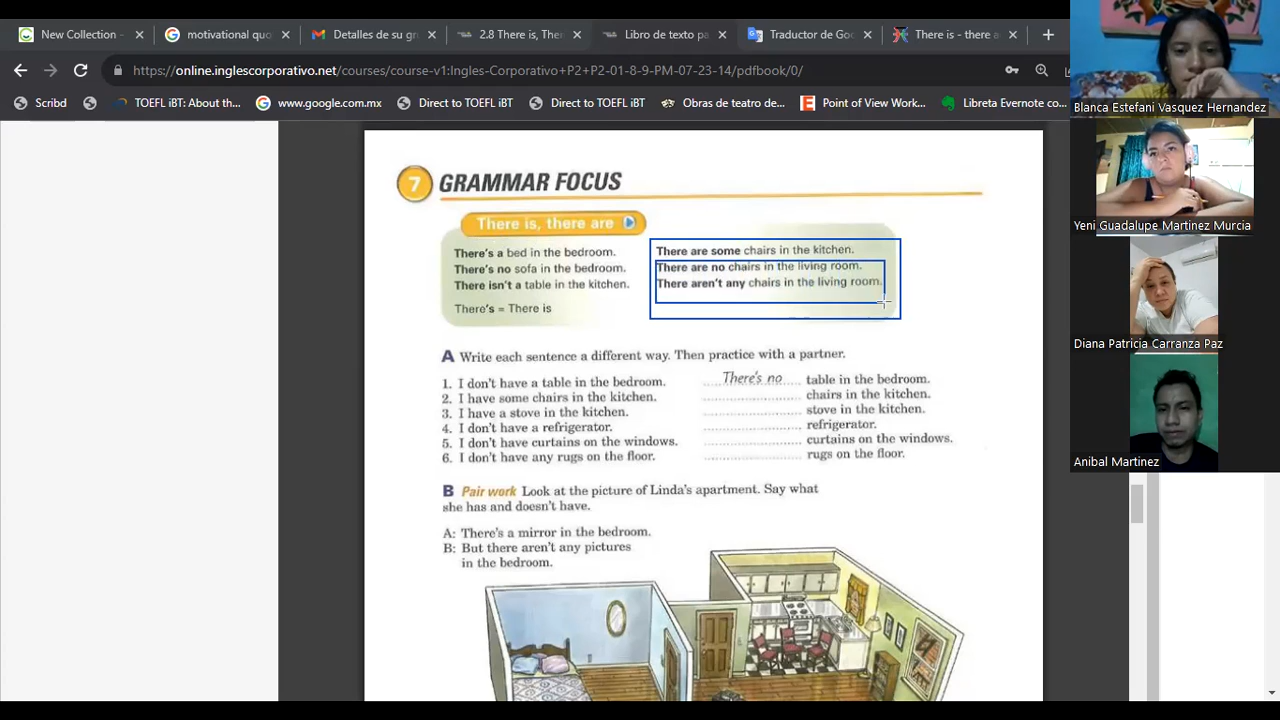 New Collection -
motivational quo
Detalles de su gr
2.8 There is, Ther
Libro de texto pa
Traductor de Goo
There is - there a
https://online.inglescorporativo.net/courses/course-v1:Ingles-Corporativo+P2+P2-01-8-9-PM-07-23-14/pdfbook/0/
Scribd
TOEFL iBT: About th...
www.google.com.mx
Direct to TOEFL iBT
Direct to TOEFL iBT
Obras de teatro de...
Point of View Work...
Libreta Evernote co...
Blanca Estefani Vasquez Hernandez
Yeni Guadalupe Martinez Murcia
Diana Patricia Carranza Paz
Anibal Martinez
7 GRAMMAR FOCUS
There is, there are
There's a bed in the bedroom.
There's no sofa in the bedroom.
There isn't a table in the kitchen.
There's = There is
There are some chairs in the kitchen.
There are no chairs in the living room.
There aren't any chairs in the living room.
A Write each sentence a different way. Then practice with a partner.
1. I don't have a table in the bedroom. There's no table in the bedroom.
2. I have some chairs in the kitchen. chairs in the kitchen.
3. I have a stove in the kitchen. stove in the kitchen.
4. I don't have a refrigerator. refrigerator.
5. I don't have curtains on the windows. curtains on the windows.
6. I don't have any rugs on the floor. rugs on the floor.
B Pair work Look at the picture of Linda's apartment. Say what
she has and doesn't have.
A: There's a mirror in the bedroom.
B: But there aren't any pictures
in the bedroom.